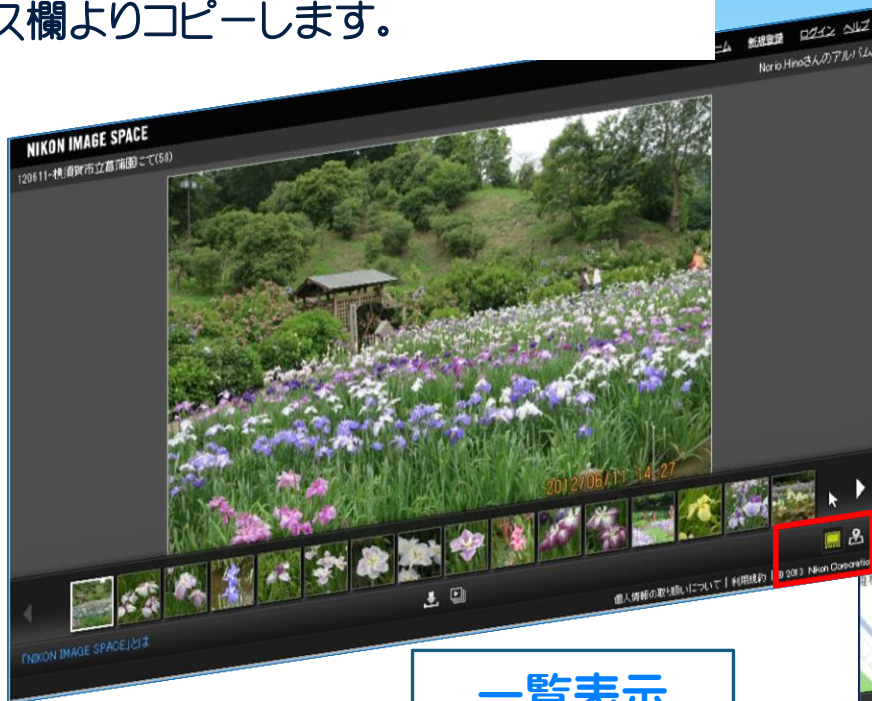 ス欄よりコピーします。
ーム 新規登録 ログイン ヘルプ
Norio.Hinoさんのアルバム
NIKON IMAGE SPACE
120611-横須賀市立菖蒲園にて(58)
2012/06/11 14 27
個人情報の取り扱いについて | 利用規約 | © 2013 Nikon Corporatio
「NIKON IMAGE SPACE」とは
一覧表示